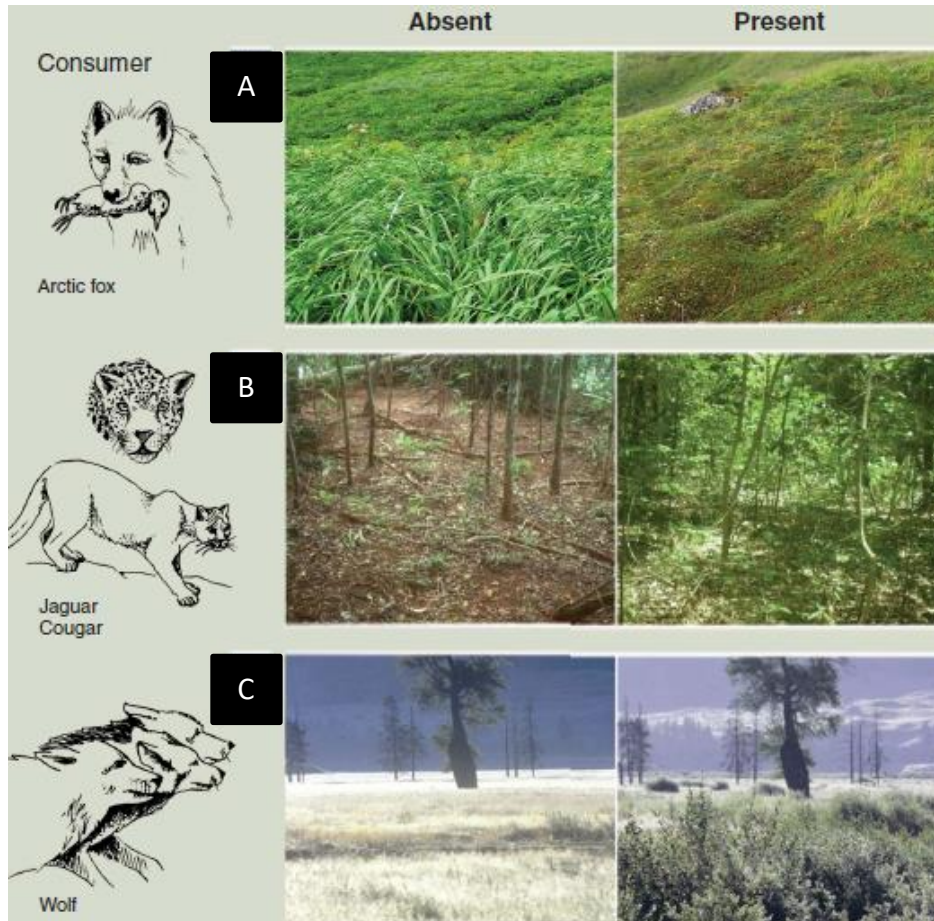 Absent Present
Consumer
A
Arctic fox
B
Jaguar
Cougar
C
Wolf